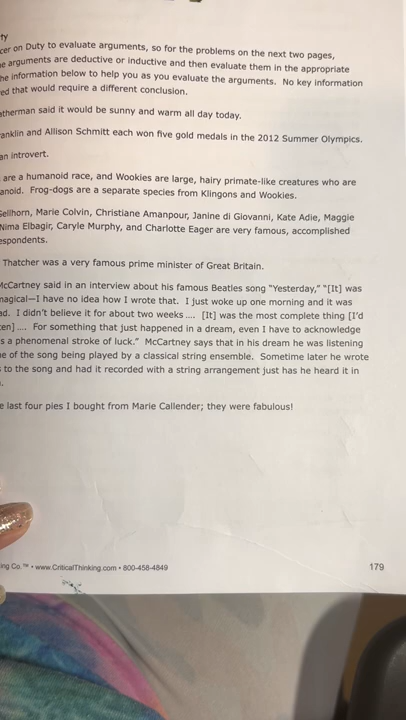 ty
cer on Duty to evaluate arguments, so for the problems on the next two pages,
e arguments are deductive or inductive and then evaluate them in the appropriate
he information below to help you as you evaluate the arguments. No key information
ed that would require a different conclusion.
atherman said it would be sunny and warm all day today.
anklin and Allison Schmitt each won five gold medals in the 2012 Summer Olympics.
an introvert.
are a humanoid race, and Wookies are large, hairy primate-like creatures who are
anoid. Frog-dogs are a separate species from Klingons and Wookies.
Gellhorn, Marie Colvin, Christiane Amanpour, Janine di Giovanni, Kate Adie, Maggie
Nima Elbagir, Caryle Murphy, and Charlotte Eager are very famous, accomplished
espondents.
Thatcher was a very famous prime minister of Great Britain.
McCartney said in an interview about his famous Beatles song "Yesterday," "[It] was
magical—I have no idea how I wrote that. I just woke up one morning and it was
ad. I didn't believe it for about two weeks .... [It] was the most complete thing [I'd
ten] .... For something that just happened in a dream, even I have to acknowledge
s a phenomenal stroke of luck." McCartney says that in his dream he was listening
e of the song being played by a classical string ensemble. Sometime later he wrote
s to the song and had it recorded with a string arrangement just has he heard it in
.
e last four pies I bought from Marie Callender; they were fabulous!
ing Co.™ • www.CriticalThinking.com • 800-458-4849
179